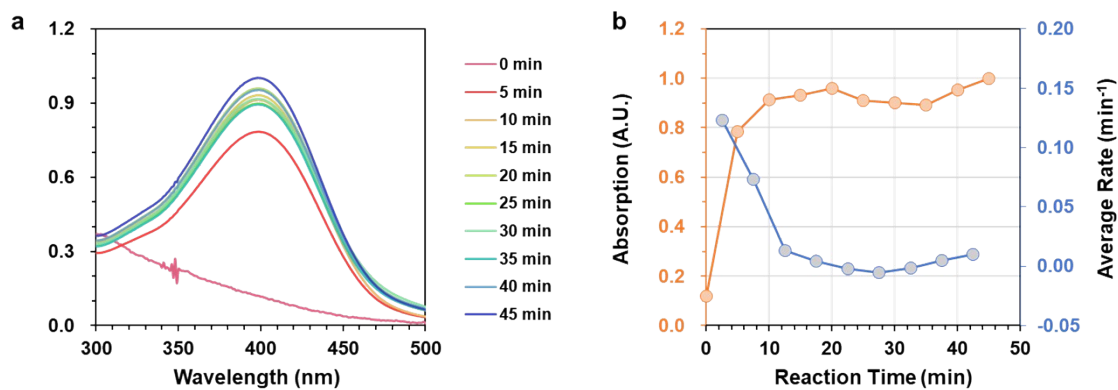 a
1.2
0.9
0.6
0.3
0.0
300
350
400
450
500
Wavelength (nm)
0 min
5 min
10 min
15 min
20 min
25 min
30 min
35 min
40 min
45 min
b
Absorption (A.U.)
1.2
1.0
0.8
0.6
0.4
0.2
0.0
0
10
20
30
40
50
Reaction Time (min)
0.20
0.15
0.10
0.05
0.00
-0.05
Average Rate (min⁻¹)